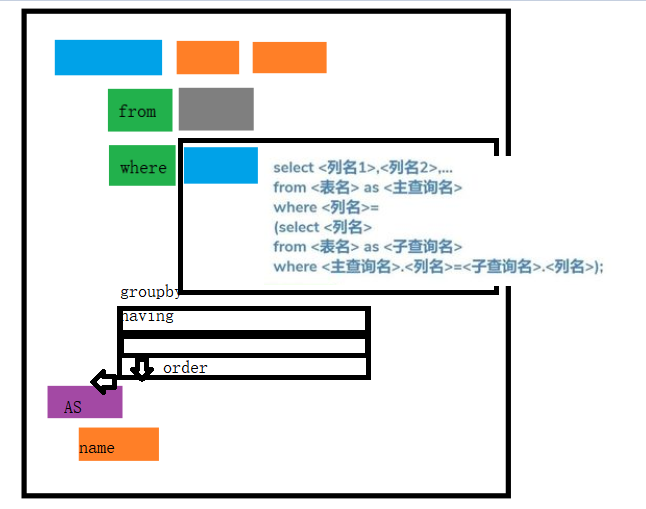 from
where
select <列名1>,<列名2>,...
from <表名> as <主查询名>
where <列名>=
(select <列名>
from <表名> as <子查询名>
where <主查询名>.<列名>=<子查询名>.<列名>);
groupby
having
order
AS
name